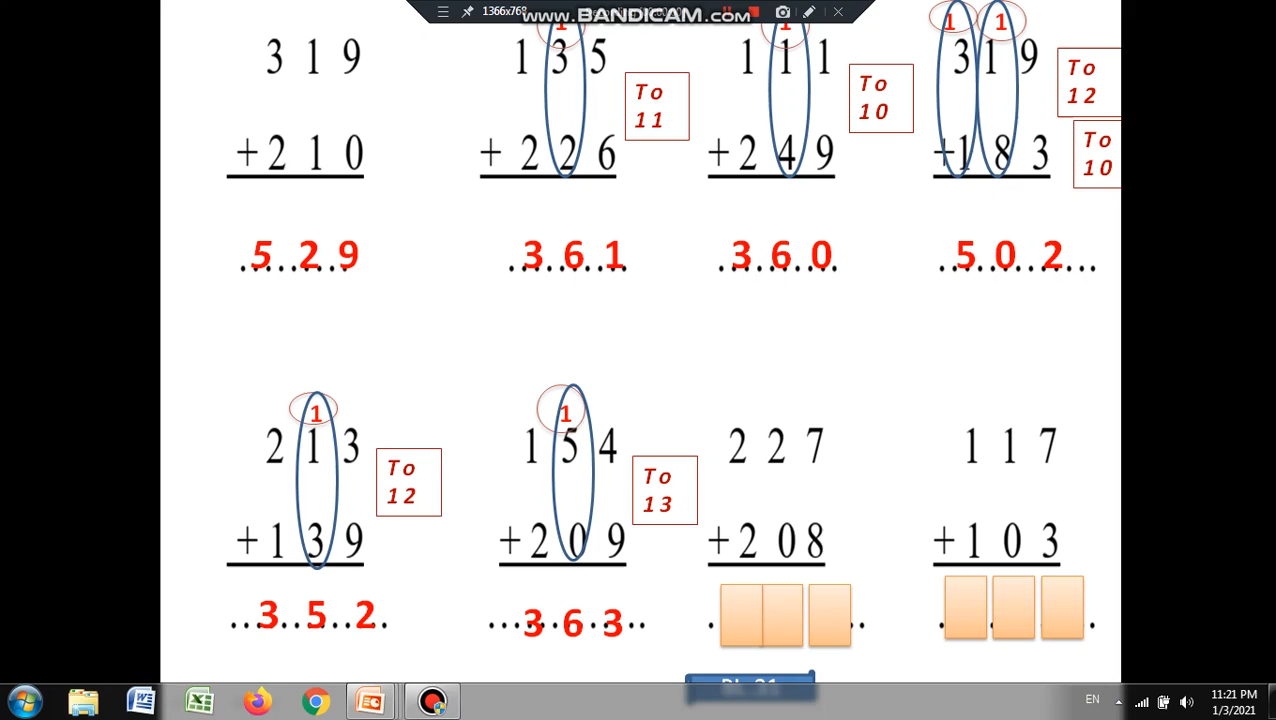 1366x768
www.BANDICAM.com
1 1 1 1
3 1 9 1 3 5 1 1 1 3 1 9
To 11 To 10 To 12
+ 2 1 0 + 2 2 6 + 2 4 9 + 1 8 3
To 10
...5..2..9 ..3..6...1.. ..3..6...0.. ...5..0....2....
1 1
2 1 3 1 5 4 2 2 7 1 1 7
To 12 To 13
+ 1 3 9 + 2 0 9 + 2 0 8 + 1 0 3
...3...5...2. ....3..6...3...
EN
11:21 PM
1/3/2021